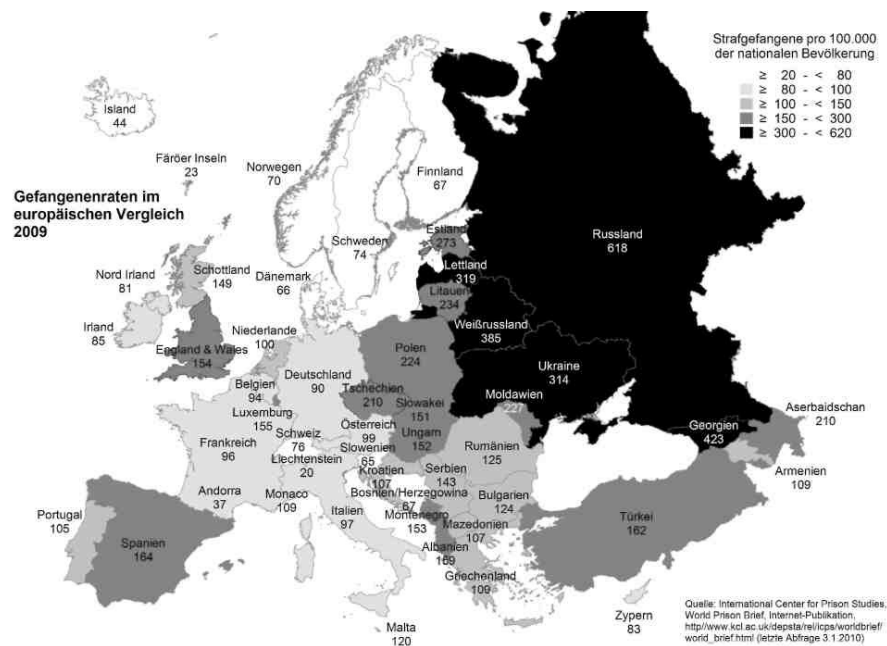 Strafgefangene pro 100.000
der nationalen Bevölkerung
≥ 20 - < 80
≥ 80 - < 100
≥ 100 - < 150
≥ 150 - < 300
≥ 300 - < 620
Gefangenenraten im
europäischen Vergleich
2009
Island
44
Färöer Inseln
23
Norwegen
70
Finnland
67
Schweden
74
Russland
618
Estland
273
Lettland
319
Litauen
234
Nord Irland
81
Schottland
149
Dänemark
66
Irland
85
England & Wales
154
Niederlande
100
Weißrussland
385
Polen
224
Deutschland
90
Belgien
94
Tschechien
210
Ukraine
314
Luxemburg
155
Slowakei
151
Moldawien
227
Österreich
99
Ungarn
152
Frankreich
96
Schweiz
76
Slowenien
65
Liechtenstein
20
Rumänien
125
Georgien
423
Aserbaidschan
210
Kroatien
107
Serbien
143
Armenien
109
Andorra
37
Monaco
109
Bosnien/Herzegowina
67
Bulgarien
124
Portugal
105
Spanien
164
Italien
97
Montenegro
153
Mazedonien
107
Türkei
162
Albanien
Griechenland
109
Malta
120
Zypern
83
Quelle: International Center for Prison Studies,
World Prison Brief, Internet-Publikation,
http//www.kcl.ac.uk/depsta/rel/icps/worldbrief/
world_brief.html (letzte Abfrage 3.1.2010)